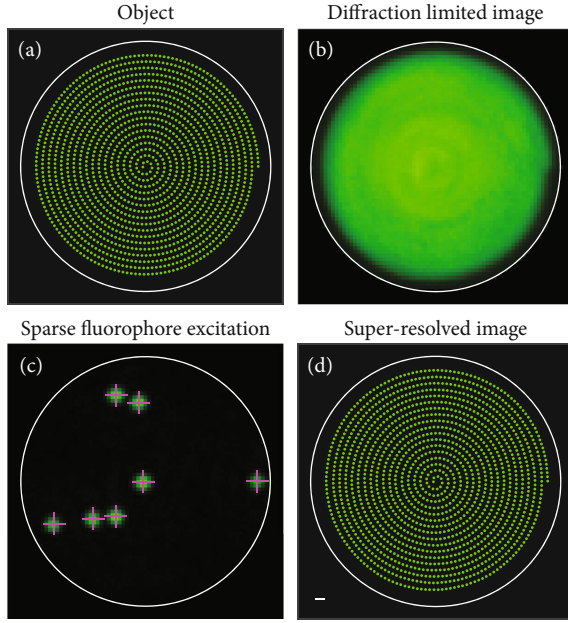 Object
Diffraction limited image
(a)
(b)
Sparse fluorophore excitation
Super-resolved image
(c)
(d)